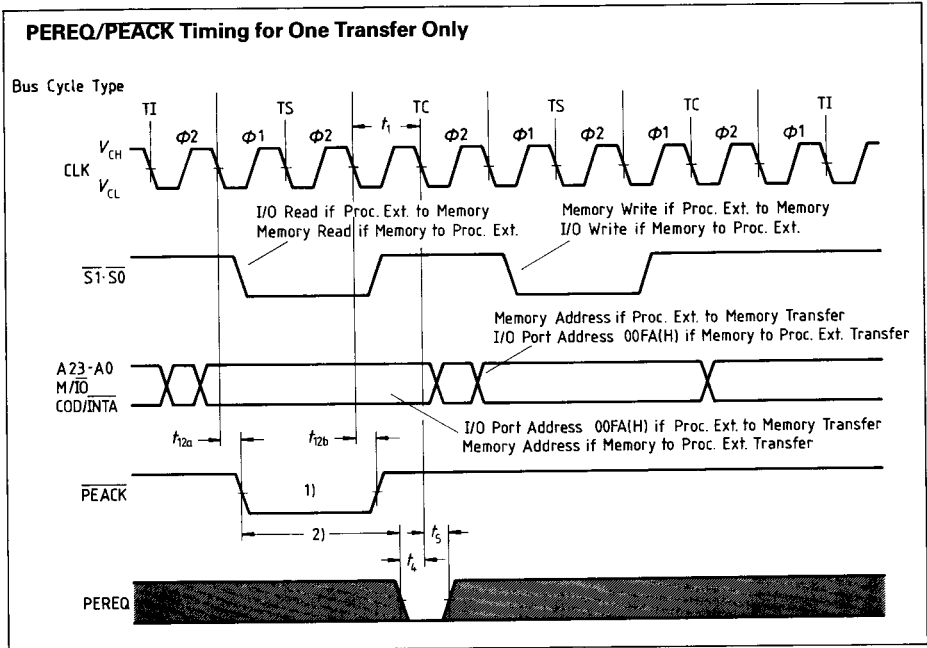 PEREQ/PEACK Timing for One Transfer Only
Bus Cycle Type
TI TS TC TS TC TI
Φ2 Φ1 Φ2 t1 Φ2 Φ1 Φ2 Φ1 Φ2 Φ1
VCH
CLK
VCL
I/O Read if Proc. Ext. to Memory
Memory Read if Memory to Proc. Ext.
Memory Write if Proc. Ext. to Memory
I/O Write if Memory to Proc. Ext.
S1·S0
Memory Address if Proc. Ext. to Memory Transfer
I/O Port Address 00FA(H) if Memory to Proc. Ext. Transfer
A23-A0
M/IO
COD/INTA
I/O Port Address 00FA(H) if Proc. Ext. to Memory Transfer
Memory Address if Memory to Proc. Ext. Transfer
t12a t12b
PEACK
1)
2)
t5
t4
PEREQ